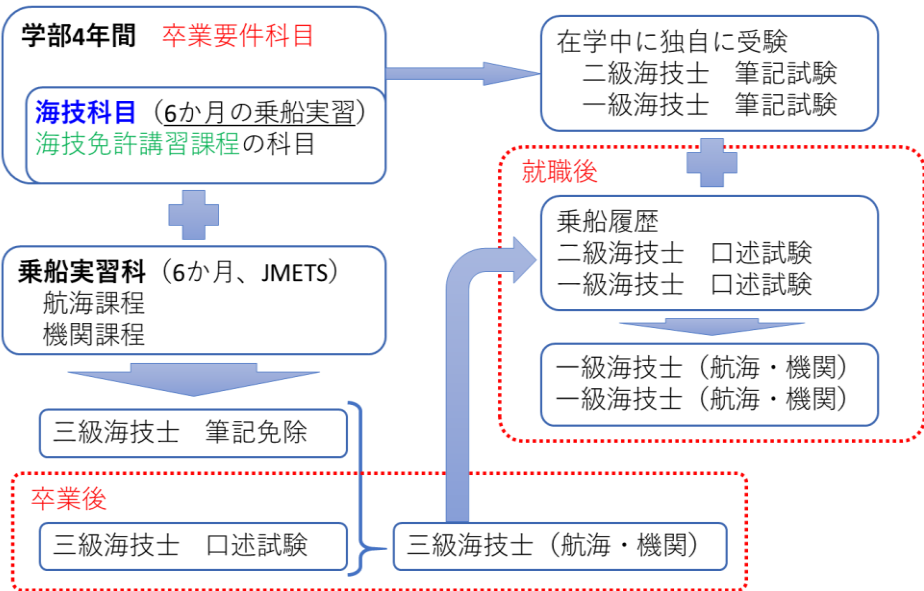 学部4年間　卒業要件科目
海技科目（6か月の乗船実習）
海技免許講習課程の科目
乗船実習科（6か月、JMETS）
航海課程
機関課程
三級海技士　筆記免除
卒業後
三級海技士　口述試験
三級海技士（航海・機関）
在学中に独自に受験
二級海技士　筆記試験
一級海技士　筆記試験
就職後
乗船履歴
二級海技士　口述試験
一級海技士　口述試験
一級海技士（航海・機関）
一級海技士（航海・機関）